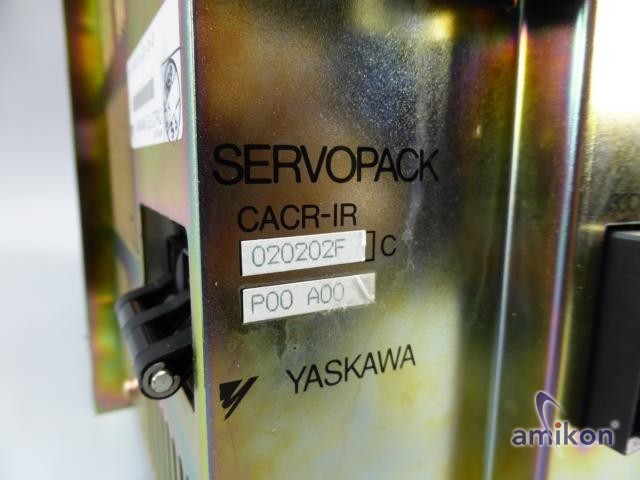 SERVOPACK
CACR-IR
020202F C
P00 A00
YASKAWA
amikon